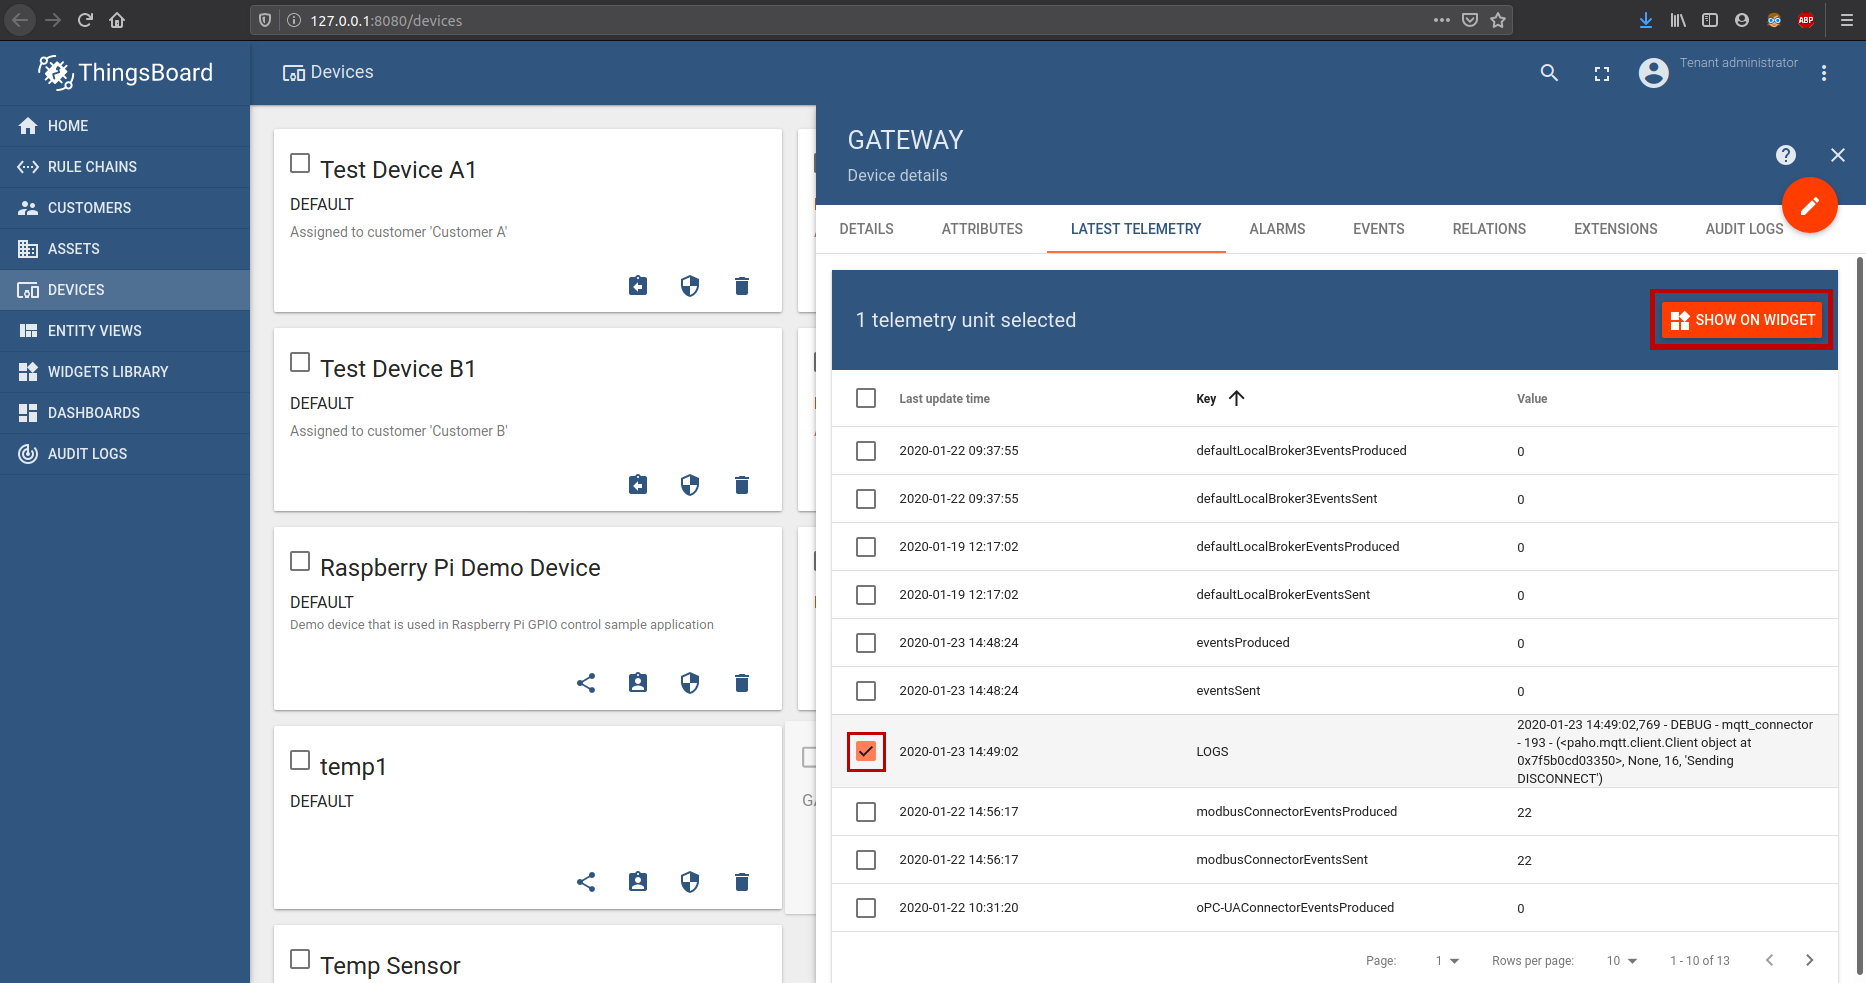 127.0.0.1:8080/devices
ABP
ThingsBoard
Devices
Tenant administrator
HOME
RULE CHAINS
CUSTOMERS
ASSETS
DEVICES
ENTITY VIEWS
WIDGETS LIBRARY
DASHBOARDS
AUDIT LOGS
Test Device A1
DEFAULT
Assigned to customer 'Customer A'
Test Device B1
DEFAULT
Assigned to customer 'Customer B'
Raspberry Pi Demo Device
DEFAULT
Demo device that is used in Raspberry Pi GPIO control sample application
temp1
DEFAULT
Temp Sensor
GATEWAY
Device details
DETAILS ATTRIBUTES LATEST TELEMETRY ALARMS EVENTS RELATIONS EXTENSIONS AUDIT LOGS
1 telemetry unit selected
SHOW ON WIDGET
Last update time Key Value
2020-01-22 09:37:55 defaultLocalBroker3EventsProduced 0
2020-01-22 09:37:55 defaultLocalBroker3EventsSent 0
2020-01-19 12:17:02 defaultLocalBrokerEventsProduced 0
2020-01-19 12:17:02 defaultLocalBrokerEventsSent 0
2020-01-23 14:48:24 eventsProduced 0
2020-01-23 14:48:24 eventsSent 0
2020-01-23 14:49:02 LOGS
2020-01-23 14:49:02,769 - DEBUG - mqtt_connector
- 193 - (<paho.mqtt.client.Client object at
0x7f5b0cd03350>, None, 16, 'Sending
DISCONNECT')
2020-01-22 14:56:17 modbusConnectorEventsProduced 22
2020-01-22 14:56:17 modbusConnectorEventsSent 22
2020-01-22 10:31:20 oPC-UAConnectorEventsProduced 0
Page: 1 Rows per page: 10 1 - 10 of 13